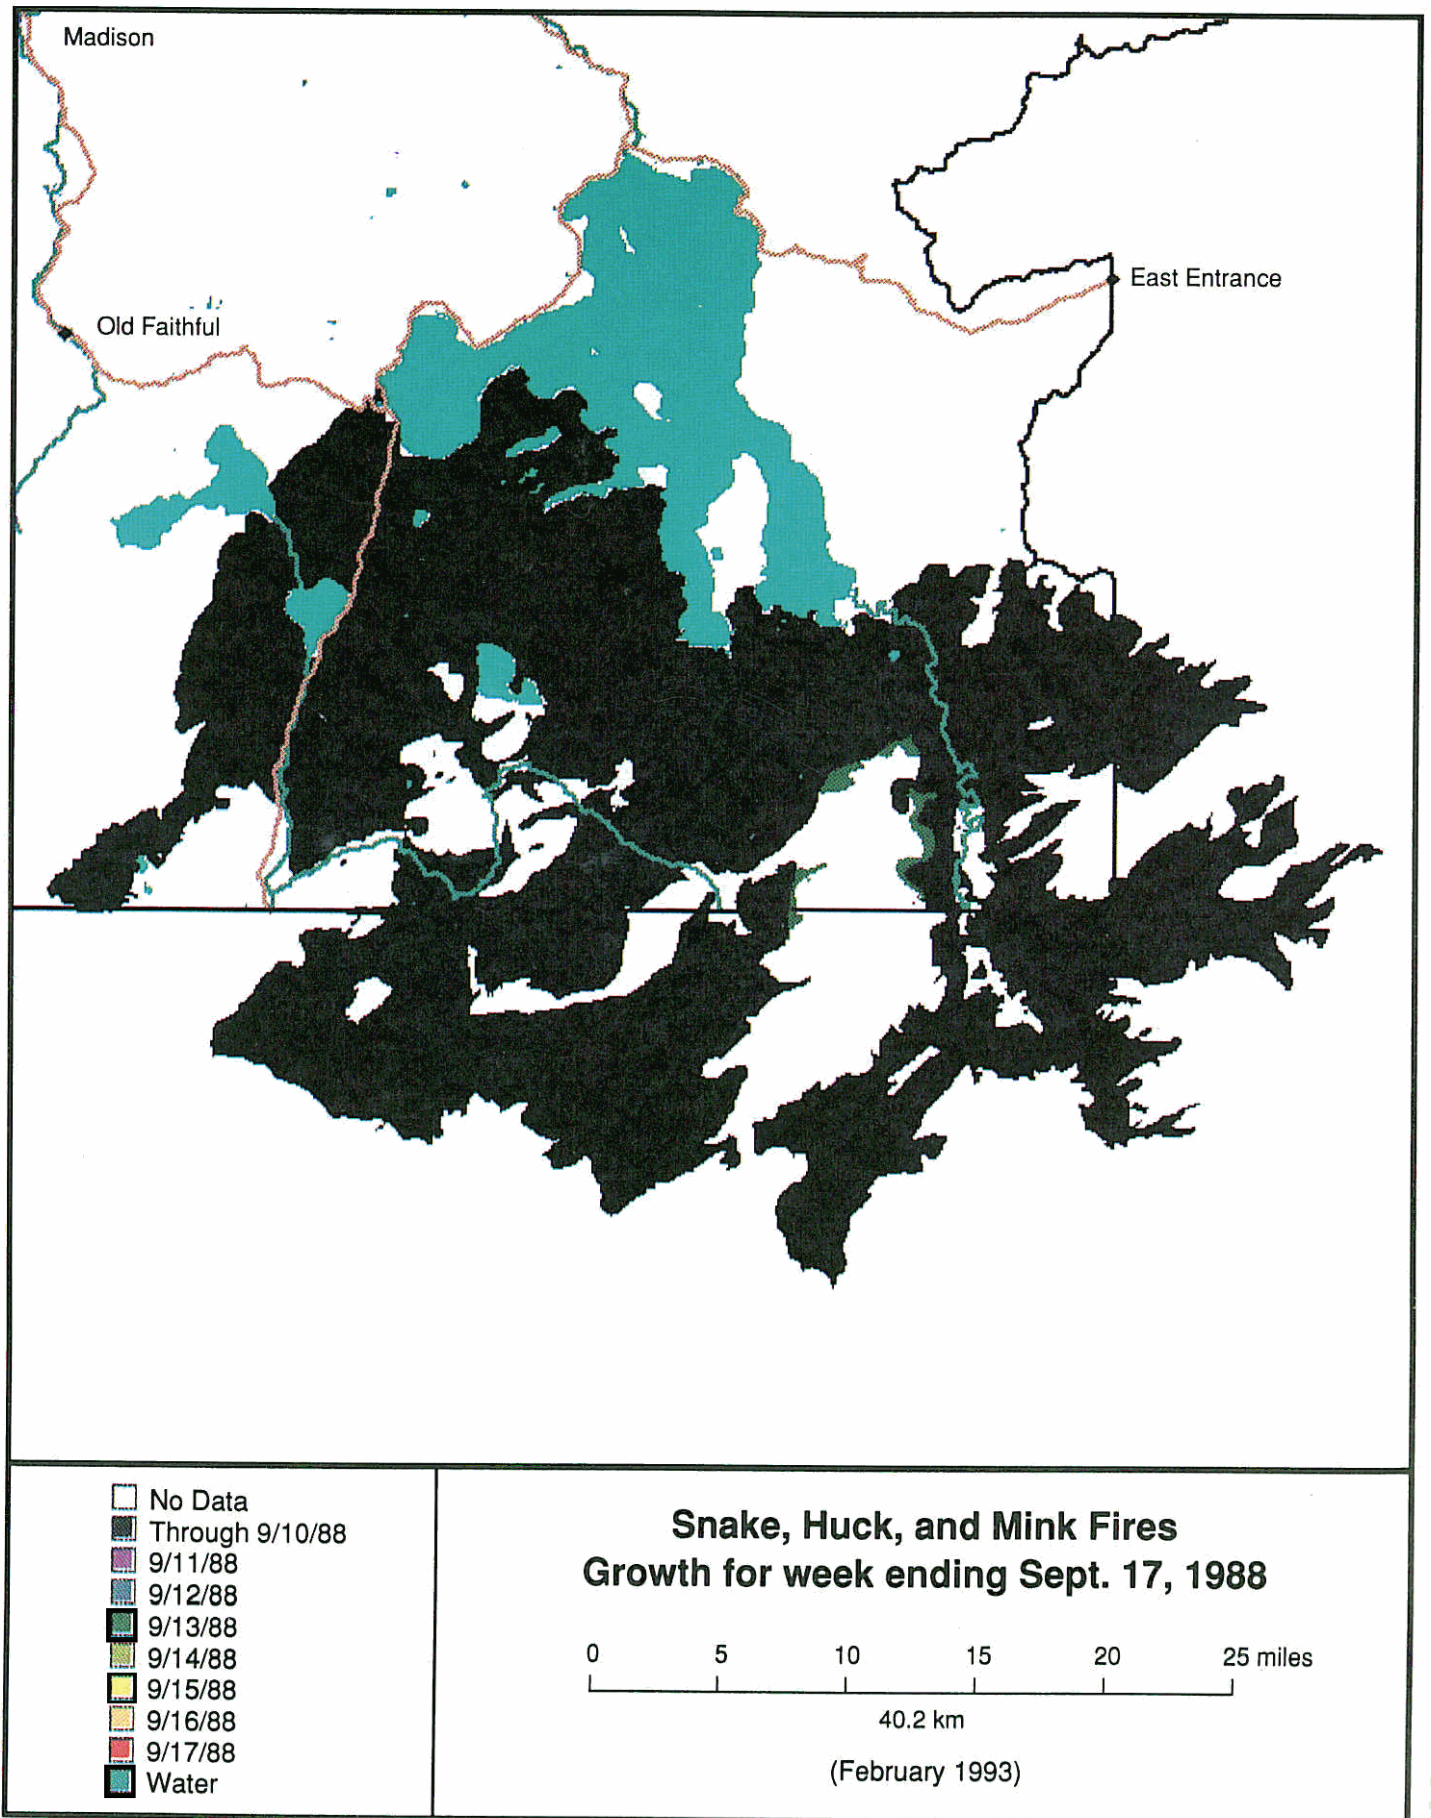 Madison
East Entrance
Old Faithful
No Data
Through 9/10/88
9/11/88
9/12/88
9/13/88
9/14/88
9/15/88
9/16/88
9/17/88
Water
Snake, Huck, and Mink Fires
Growth for week ending Sept. 17, 1988
0 5 10 15 20 25 miles
40.2 km
(February 1993)